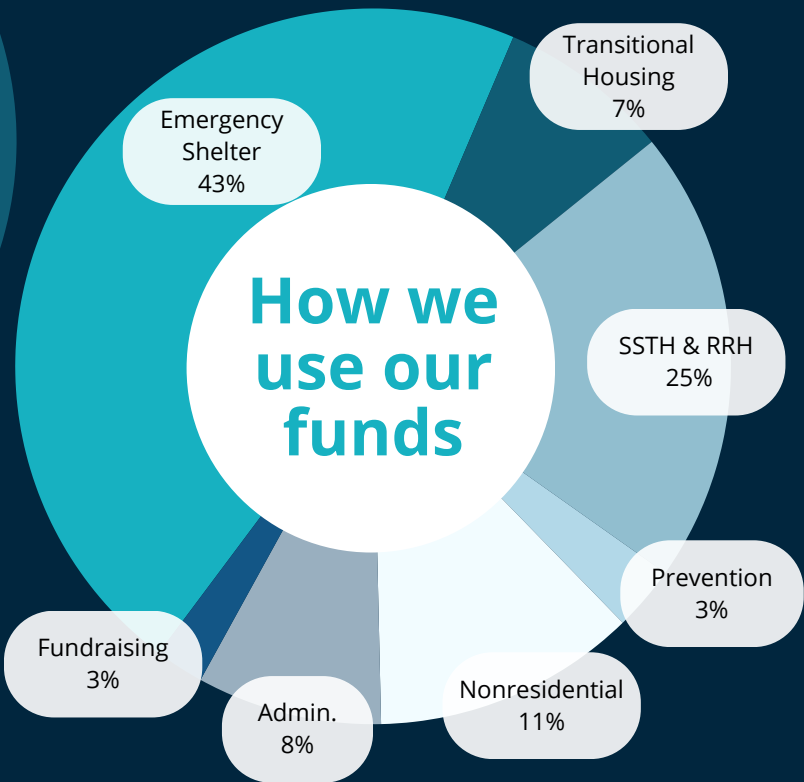 Transitional
Housing
7%
Emergency
Shelter
43%
How we
use our
funds
SSTH & RRH
25%
Prevention
3%
Fundraising
3%
Nonresidential
11%
Admin.
8%